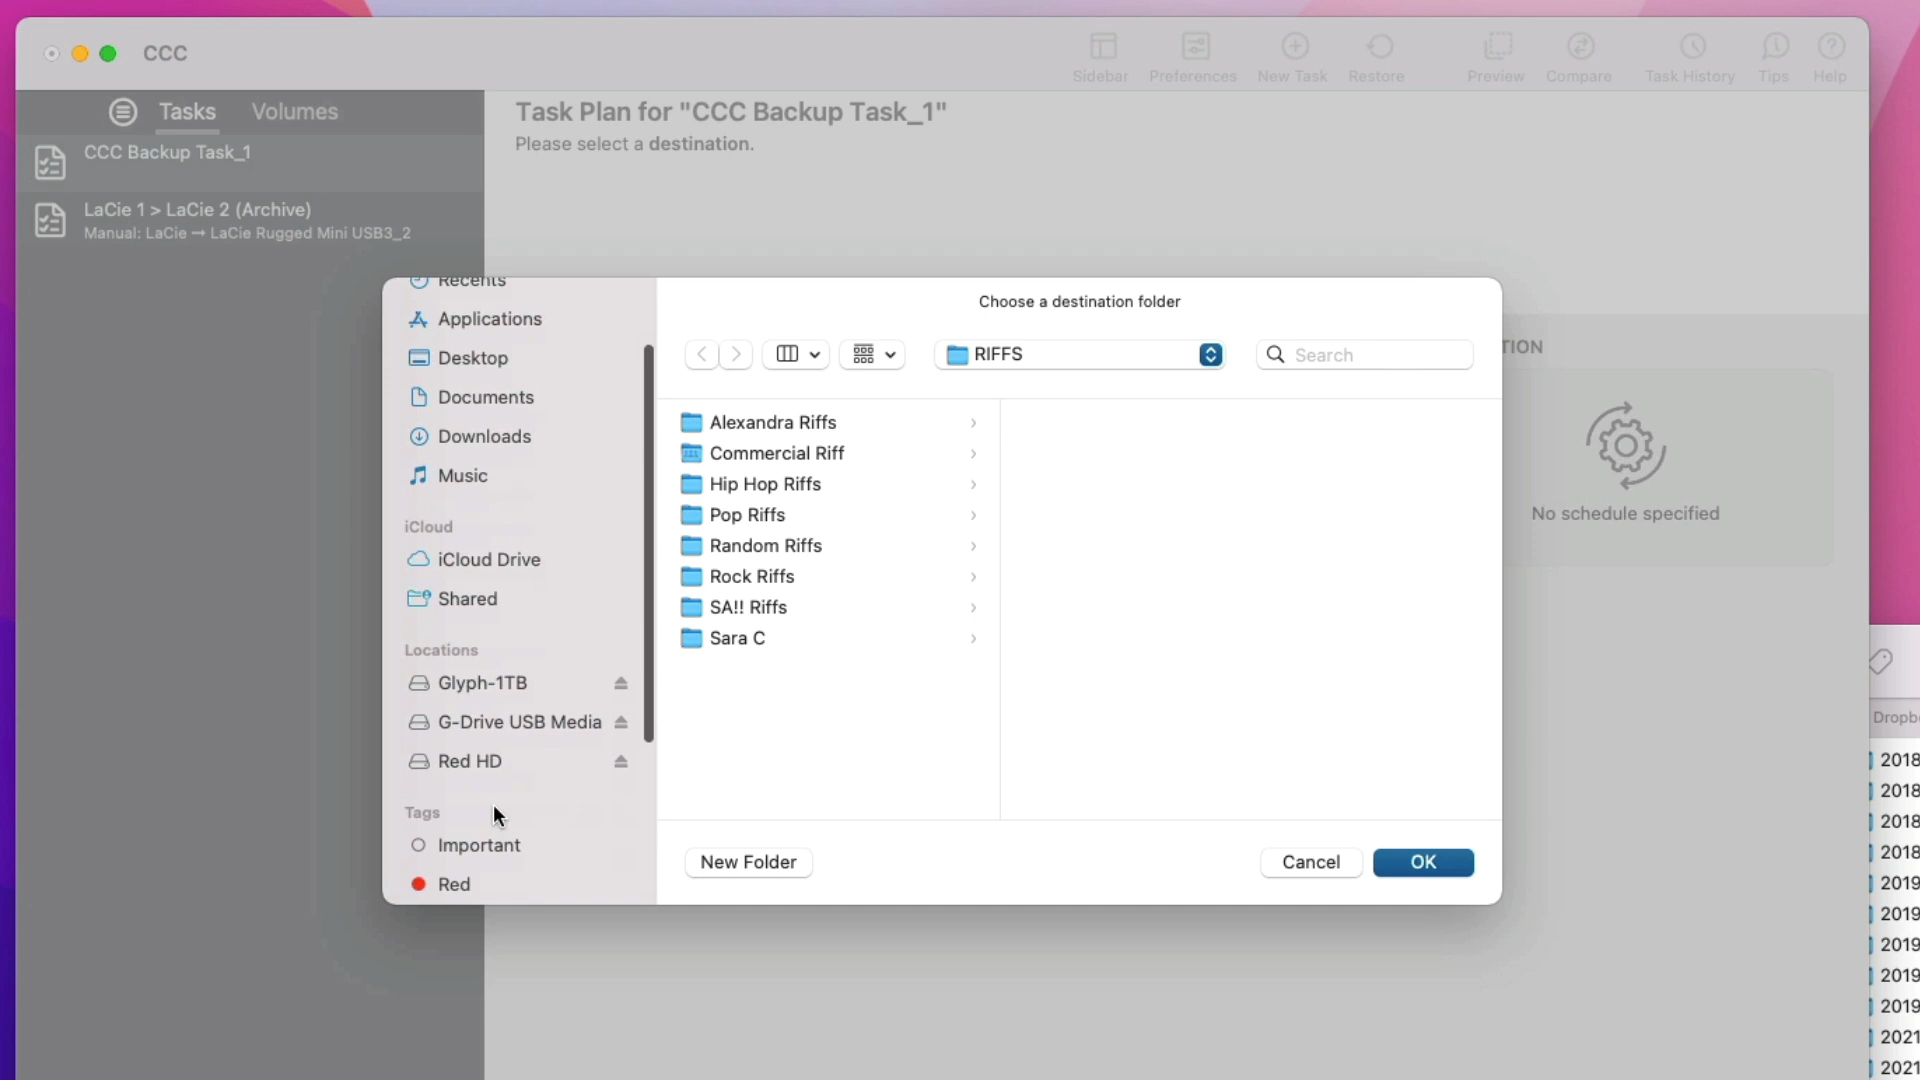 CCC
Sidebar
Preferences
New Task
Restore
Preview
Compare
Task History
Tips
Help
Tasks
Volumes
CCC Backup Task_1
LaCie 1 > LaCie 2 (Archive)
Manual: LaCie → LaCie Rugged Mini USB3_2
Task Plan for "CCC Backup Task_1"
Please select a destination.
TION
No schedule specified
Recents
Applications
Desktop
Documents
Downloads
Music
iCloud
iCloud Drive
Shared
Locations
Glyph-1TB
G-Drive USB Media
Red HD
Tags
Important
Red
Choose a destination folder
RIFFS
Search
Alexandra Riffs
Commercial Riff
Hip Hop Riffs
Pop Riffs
Random Riffs
Rock Riffs
SA!! Riffs
Sara C
New Folder
Cancel
OK
Dropb
2018
2018
2018
2018
2019
2019
2019
2019
2019
2021
2021